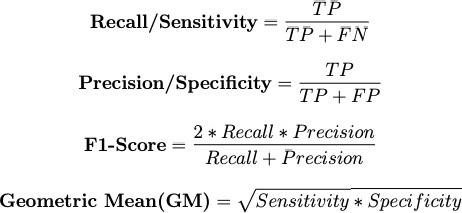 Recall/Sensitivity = TP / (TP + FN)
Precision/Specificity = TP / (TP + FP)
F1-Score = (2 * Recall * Precision) / (Recall + Precision)
Geometric Mean(GM) = √(Sensitivity * Specificity)